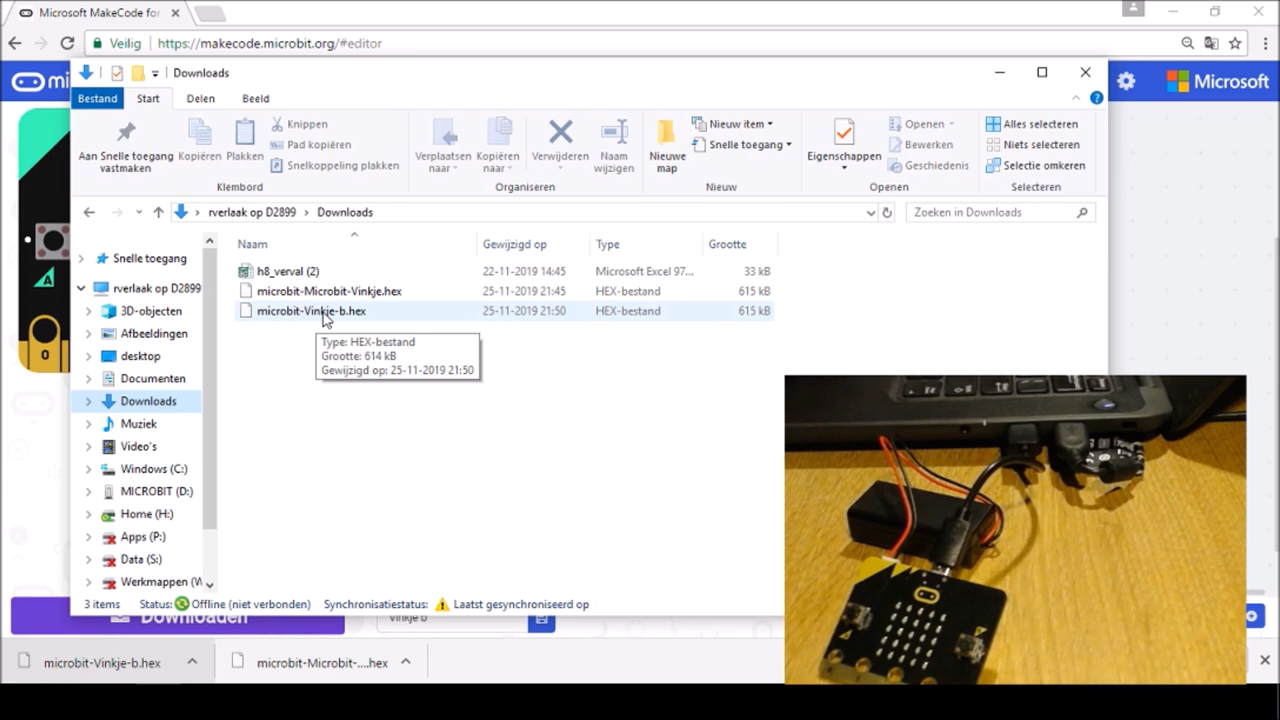 Microsoft MakeCode for
Veilig
https://makecode.microbit.org/#editor
mi
Microsoft
Downloads
Bestand
Start
Delen
Beeld
Aan Snelle toegang vastmaken
Kopiëren
Plakken
Knippen
Pad kopiëren
Snelkoppeling plakken
Klembord
Verplaatsen naar
Kopiëren naar
Verwijderen
Naam wijzigen
Organiseren
Nieuwe map
Nieuw item
Snelle toegang
Nieuw
Eigenschappen
Openen
Bewerken
Geschiedenis
Openen
Alles selecteren
Niets selecteren
Selectie omkeren
Selecteren
rverlaak op D2899 › Downloads
Zoeken in Downloads
Naam
Gewijzigd op
Type
Grootte
h8_verval (2) 22-11-2019 14:45 Microsoft Excel 97... 33 kB
microbit-Microbit-Vinkje.hex 25-11-2019 21:45 HEX-bestand 615 kB
microbit-Vinkje-b.hex 25-11-2019 21:50 HEX-bestand 615 kB
Type: HEX-bestand
Grootte: 614 kB
Gewijzigd op: 25-11-2019 21:50
Snelle toegang
rverlaak op D2899
3D-objecten
Afbeeldingen
desktop
Documenten
Downloads
Muziek
Video's
Windows (C:)
MICROBIT (D:)
Home (H:)
Apps (P:)
Data (S:)
Werkmappen (W
A
0
3 items
Status: Offline (niet verbonden)
Synchronisatiestatus: Laatst gesynchroniseerd op
Downloaden
Vinkje b
microbit-Vinkje-b.hex
microbit-Microbit-....hex